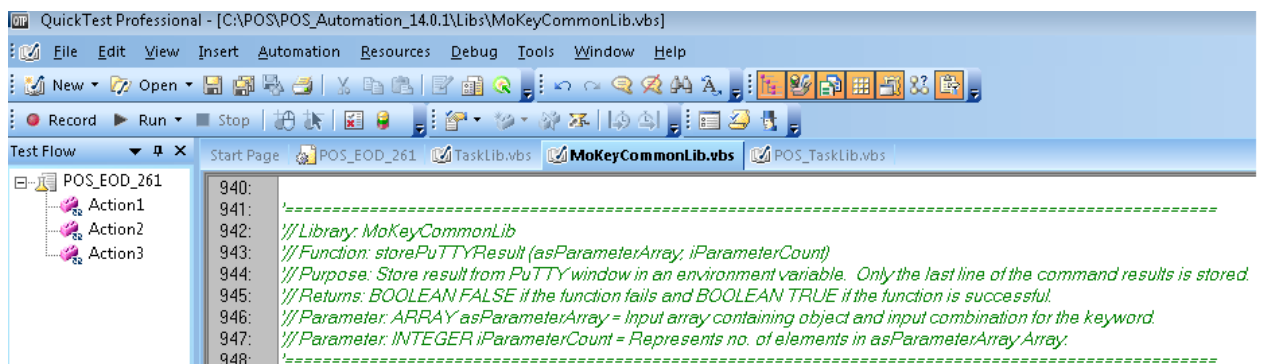 QuickTest Professional - [C:\POS\POS_Automation_14.0.1\Libs\MoKeyCommonLib.vbs]
File Edit View Insert Automation Resources Debug Tools Window Help
New Open
Record Run Stop
Test Flow
Start Page POS_EOD_261 TaskLib.vbs MoKeyCommonLib.vbs POS_TaskLib.vbs
POS_EOD_261
Action1
Action2
Action3
940:
941: '==============================================================================================
942: '// Library: MoKeyCommonLib
943: '// Function: storePuTTYResult (asParameterArray, iParameterCount)
944: '// Purpose: Store result from PuTTY window in an environment variable. Only the last line of the command results is stored.
945: '// Returns: BOOLEAN FALSE if the function fails and BOOLEAN TRUE if the function is successful.
946: '// Parameter: ARRAY asParameterArray = Input array containing object and input combination for the keyword.
947: '// Parameter: INTEGER iParameterCount = Represents no. of elements in asParameterArray Array.
948: '==============================================================================================